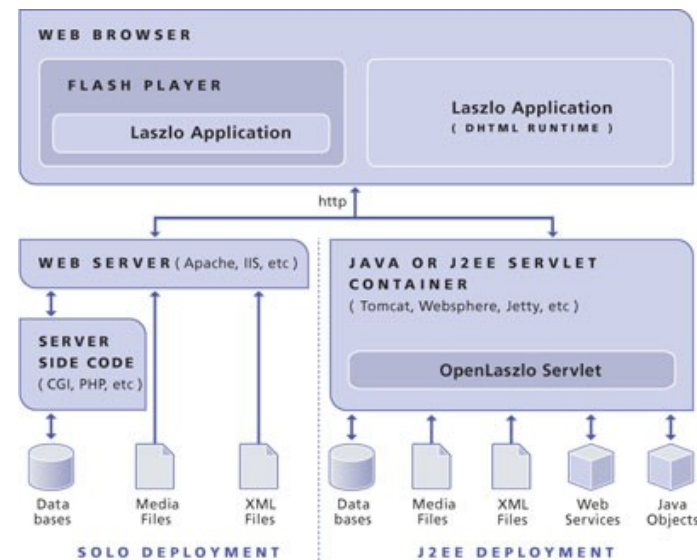 WEB BROWSER
FLASH PLAYER
Laszlo Application
Laszlo Application
( DHTML RUNTIME )
http
WEB SERVER ( Apache, IIS, etc )
SERVER
SIDE CODE
( CGI, PHP, etc )
Data
bases
Media
Files
XML
Files
SOLO DEPLOYMENT
JAVA OR J2EE SERVLET
CONTAINER
( Tomcat, Websphere, Jetty, etc )
OpenLaszlo Servlet
Data
bases
Media
Files
XML
Files
Web
Services
Java
Objects
J2EE DEPLOYMENT